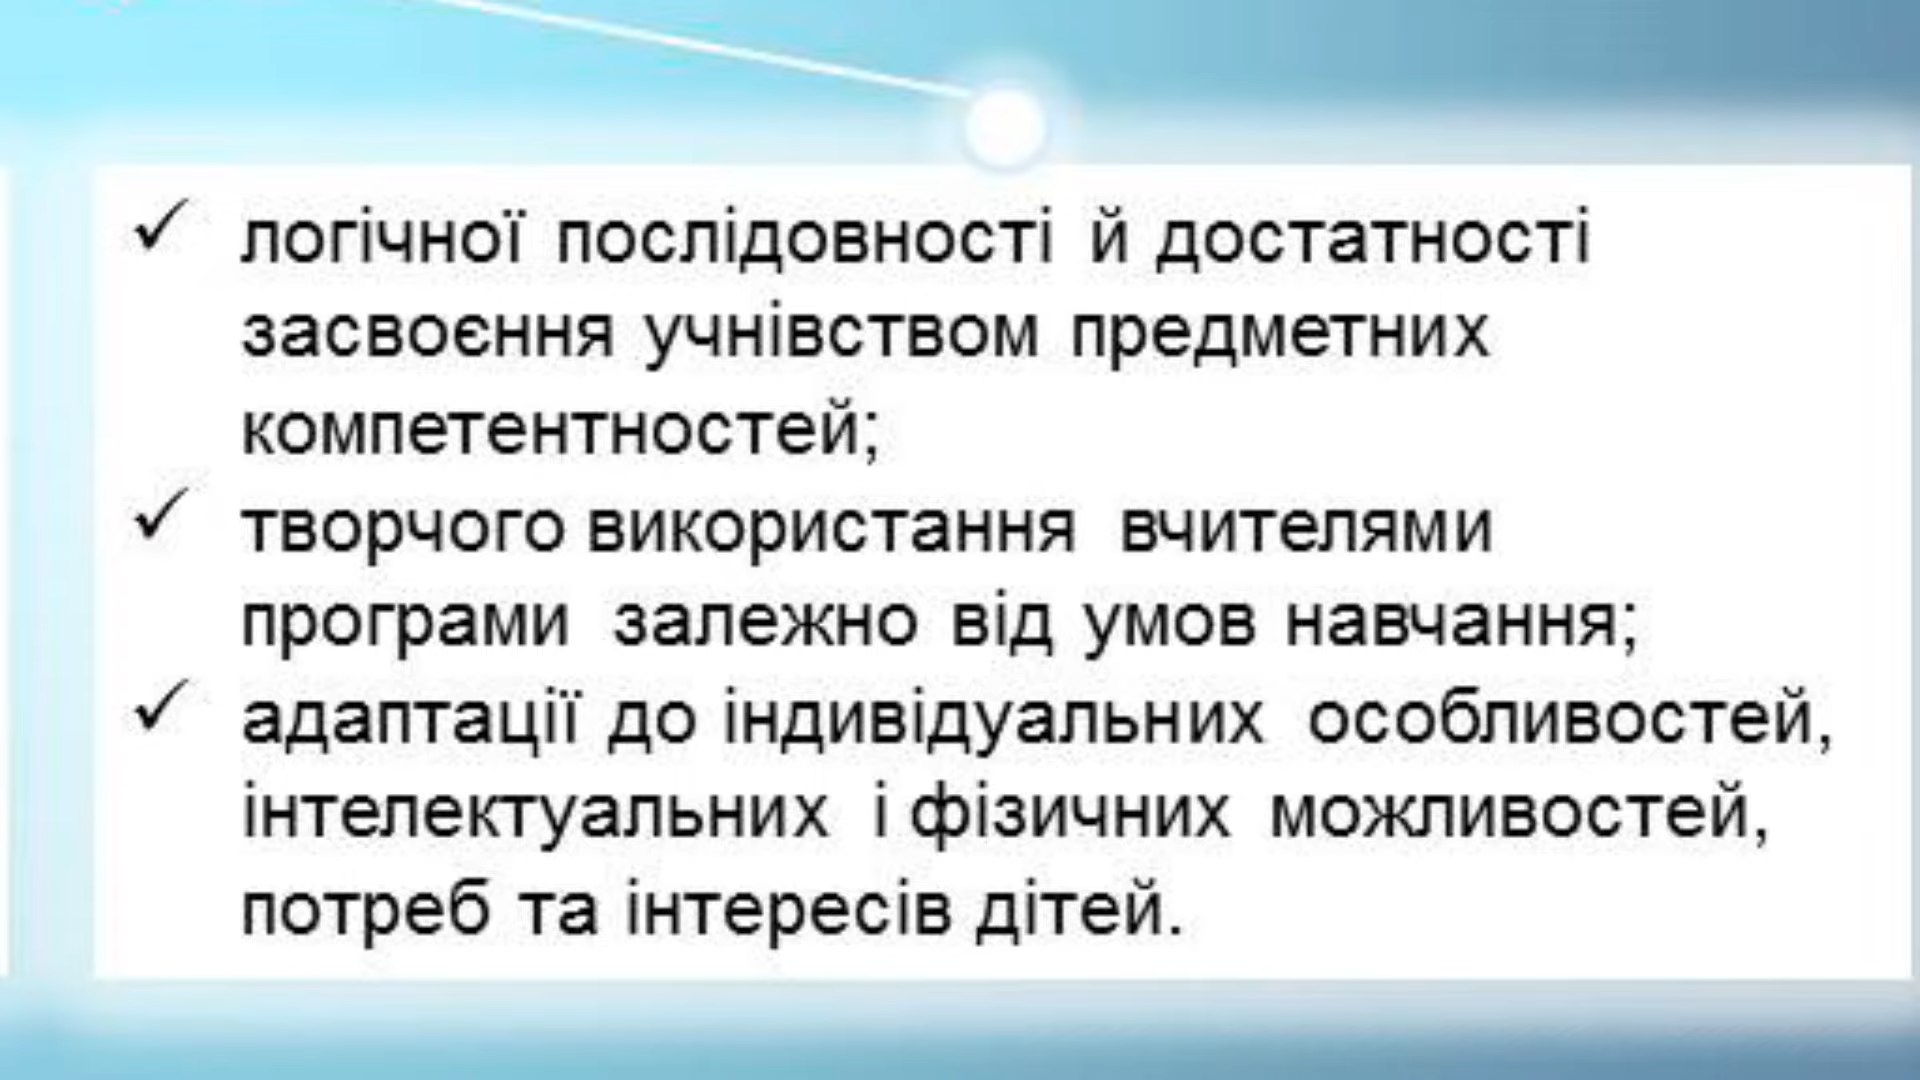 ✓ логічної послідовності й достатності
засвоєння учнівством предметних
компетентностей;
✓ творчого використання вчителями
програми залежно від умов навчання;
✓ адаптації до індивідуальних особливостей,
інтелектуальних і фізичних можливостей,
потреб та інтересів дітей.